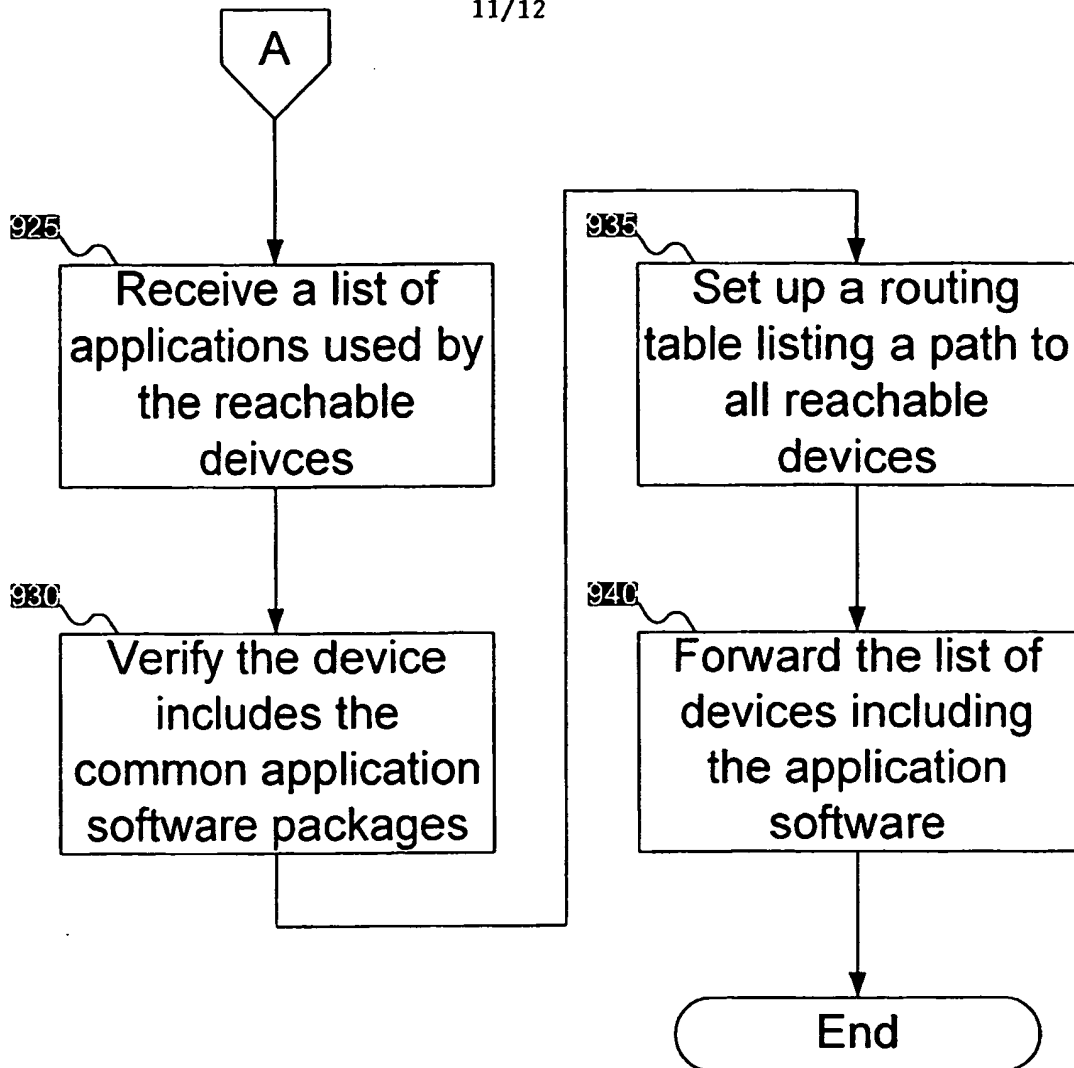 11/12
A
925
Receive a list of
applications used by
the reachable
deivces
930
Verify the device
includes the
common application
software packages
935
Set up a routing
table listing a path to
all reachable
devices
940
Forward the list of
devices including
the application
software
End